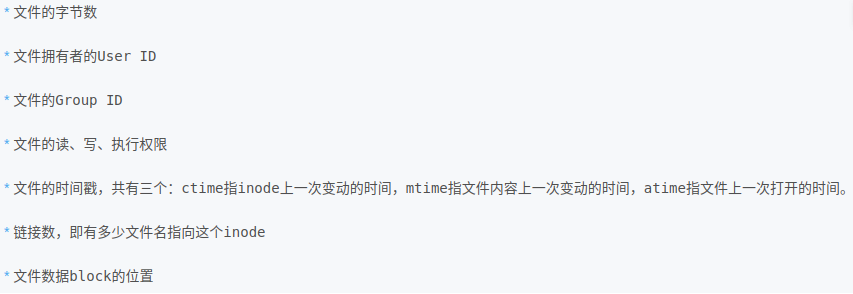 * 文件的字节数
* 文件拥有者的User ID
* 文件的Group ID
* 文件的读、写、执行权限
* 文件的时间戳，共有三个：ctime指inode上一次变动的时间，mtime指文件内容上一次变动的时间，atime指文件上一次打开的时间。
* 链接数，即有多少文件名指向这个inode
* 文件数据block的位置